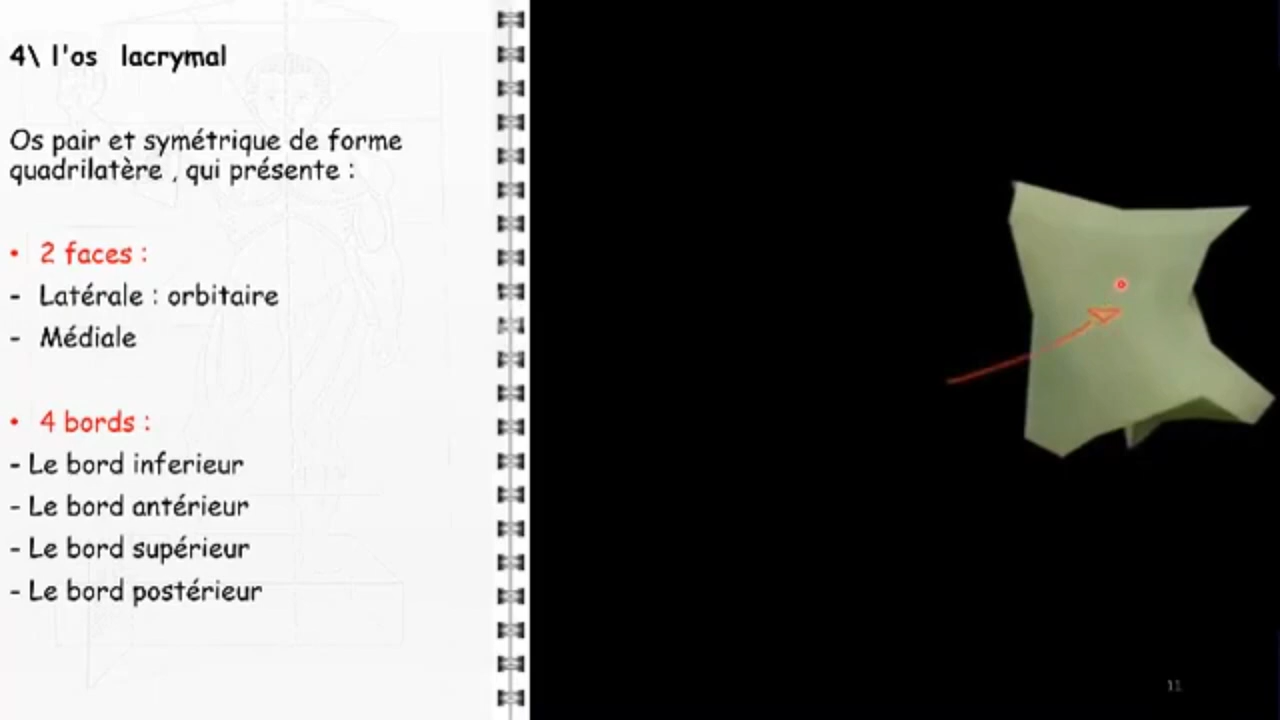 4\ l'os lacrymal
Os pair et symétrique de forme
quadrilatère , qui présente :
• 2 faces :
- Latérale : orbitaire
- Médiale
• 4 bords :
- Le bord inferieur
- Le bord antérieur
- Le bord supérieur
- Le bord postérieur
11